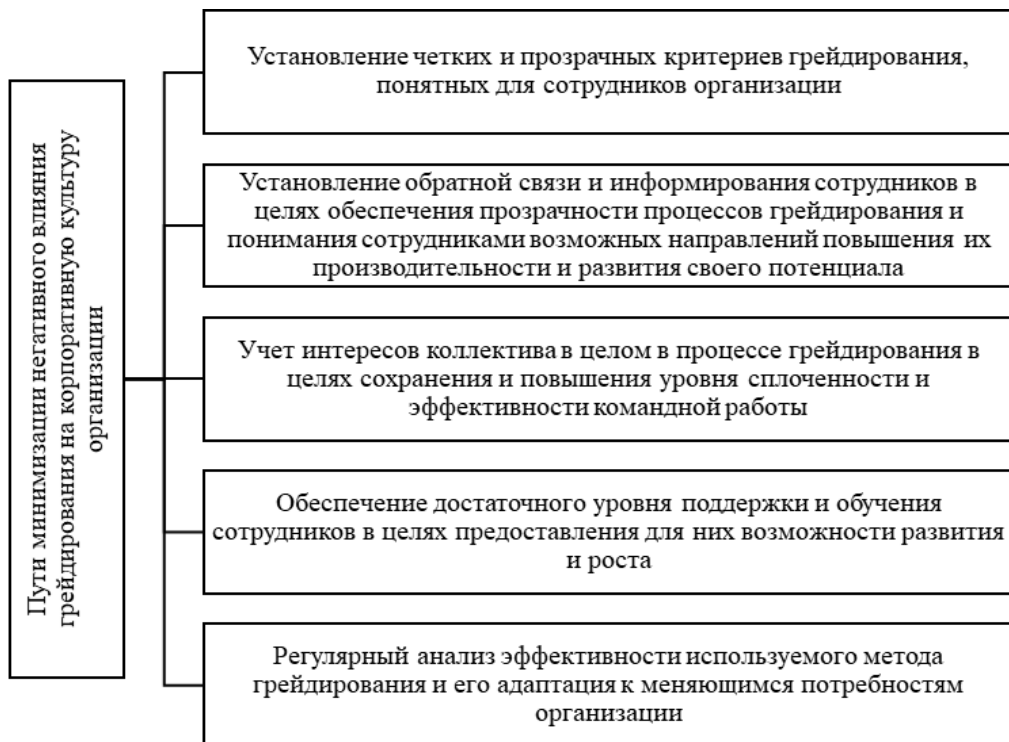 Пути минимизации негативного влияния
грейдирования на корпоративную культуру
организации
Установление четких и прозрачных критериев грейдирования,
понятных для сотрудников организации
Установление обратной связи и информирования сотрудников в
целях обеспечения прозрачности процессов грейдирования и
понимания сотрудниками возможных направлений повышения их
производительности и развития своего потенциала
Учет интересов коллектива в целом в процессе грейдирования в
целях сохранения и повышения уровня сплоченности и
эффективности командной работы
Обеспечение достаточного уровня поддержки и обучения
сотрудников в целях предоставления для них возможности развития
и роста
Регулярный анализ эффективности используемого метода
грейдирования и его адаптация к меняющимся потребностям
организации